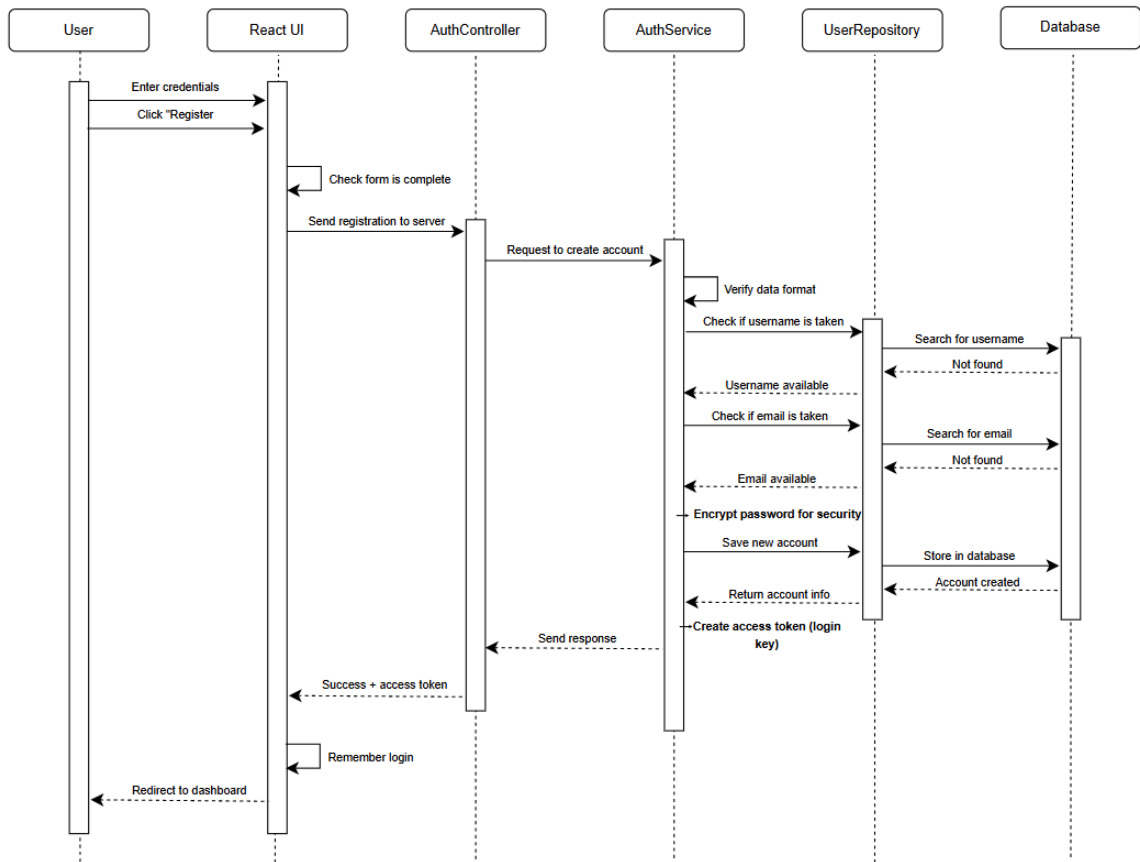 User
React UI
AuthController
AuthService
UserRepository
Database
Enter credentials
Click "Register
Check form is complete
Send registration to server
Request to create account
Verify data format
Check if username is taken
Search for username
Not found
Username available
Check if email is taken
Search for email
Not found
Email available
Encrypt password for security
Save new account
Store in database
Account created
Return account info
Create access token (login
key)
Send response
Success + access token
Remember login
Redirect to dashboard